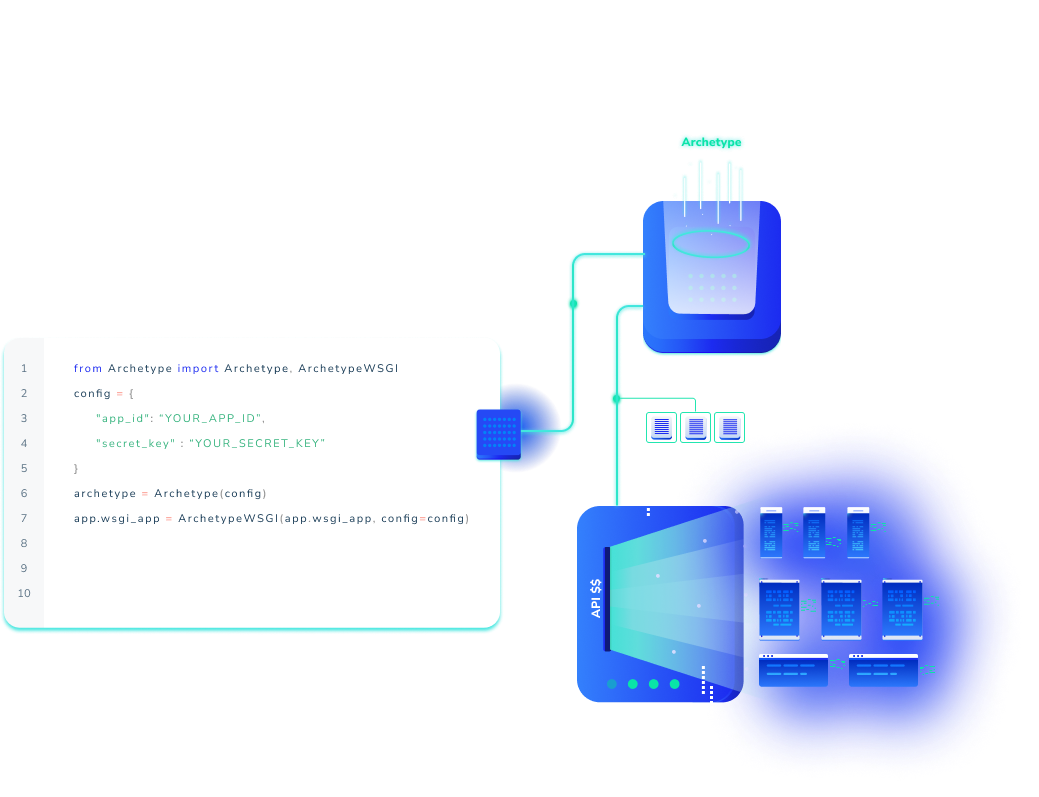 Archetype
1 from Archetype import Archetype, ArchetypeWSGI
2 config = {
3 "app_id": “YOUR_APP_ID”,
4 "secret_key" : “YOUR_SECRET_KEY”
5 }
6 archetype = Archetype(config)
7 app.wsgi_app = ArchetypeWSGI(app.wsgi_app, config=config)
8
9
10
API $$